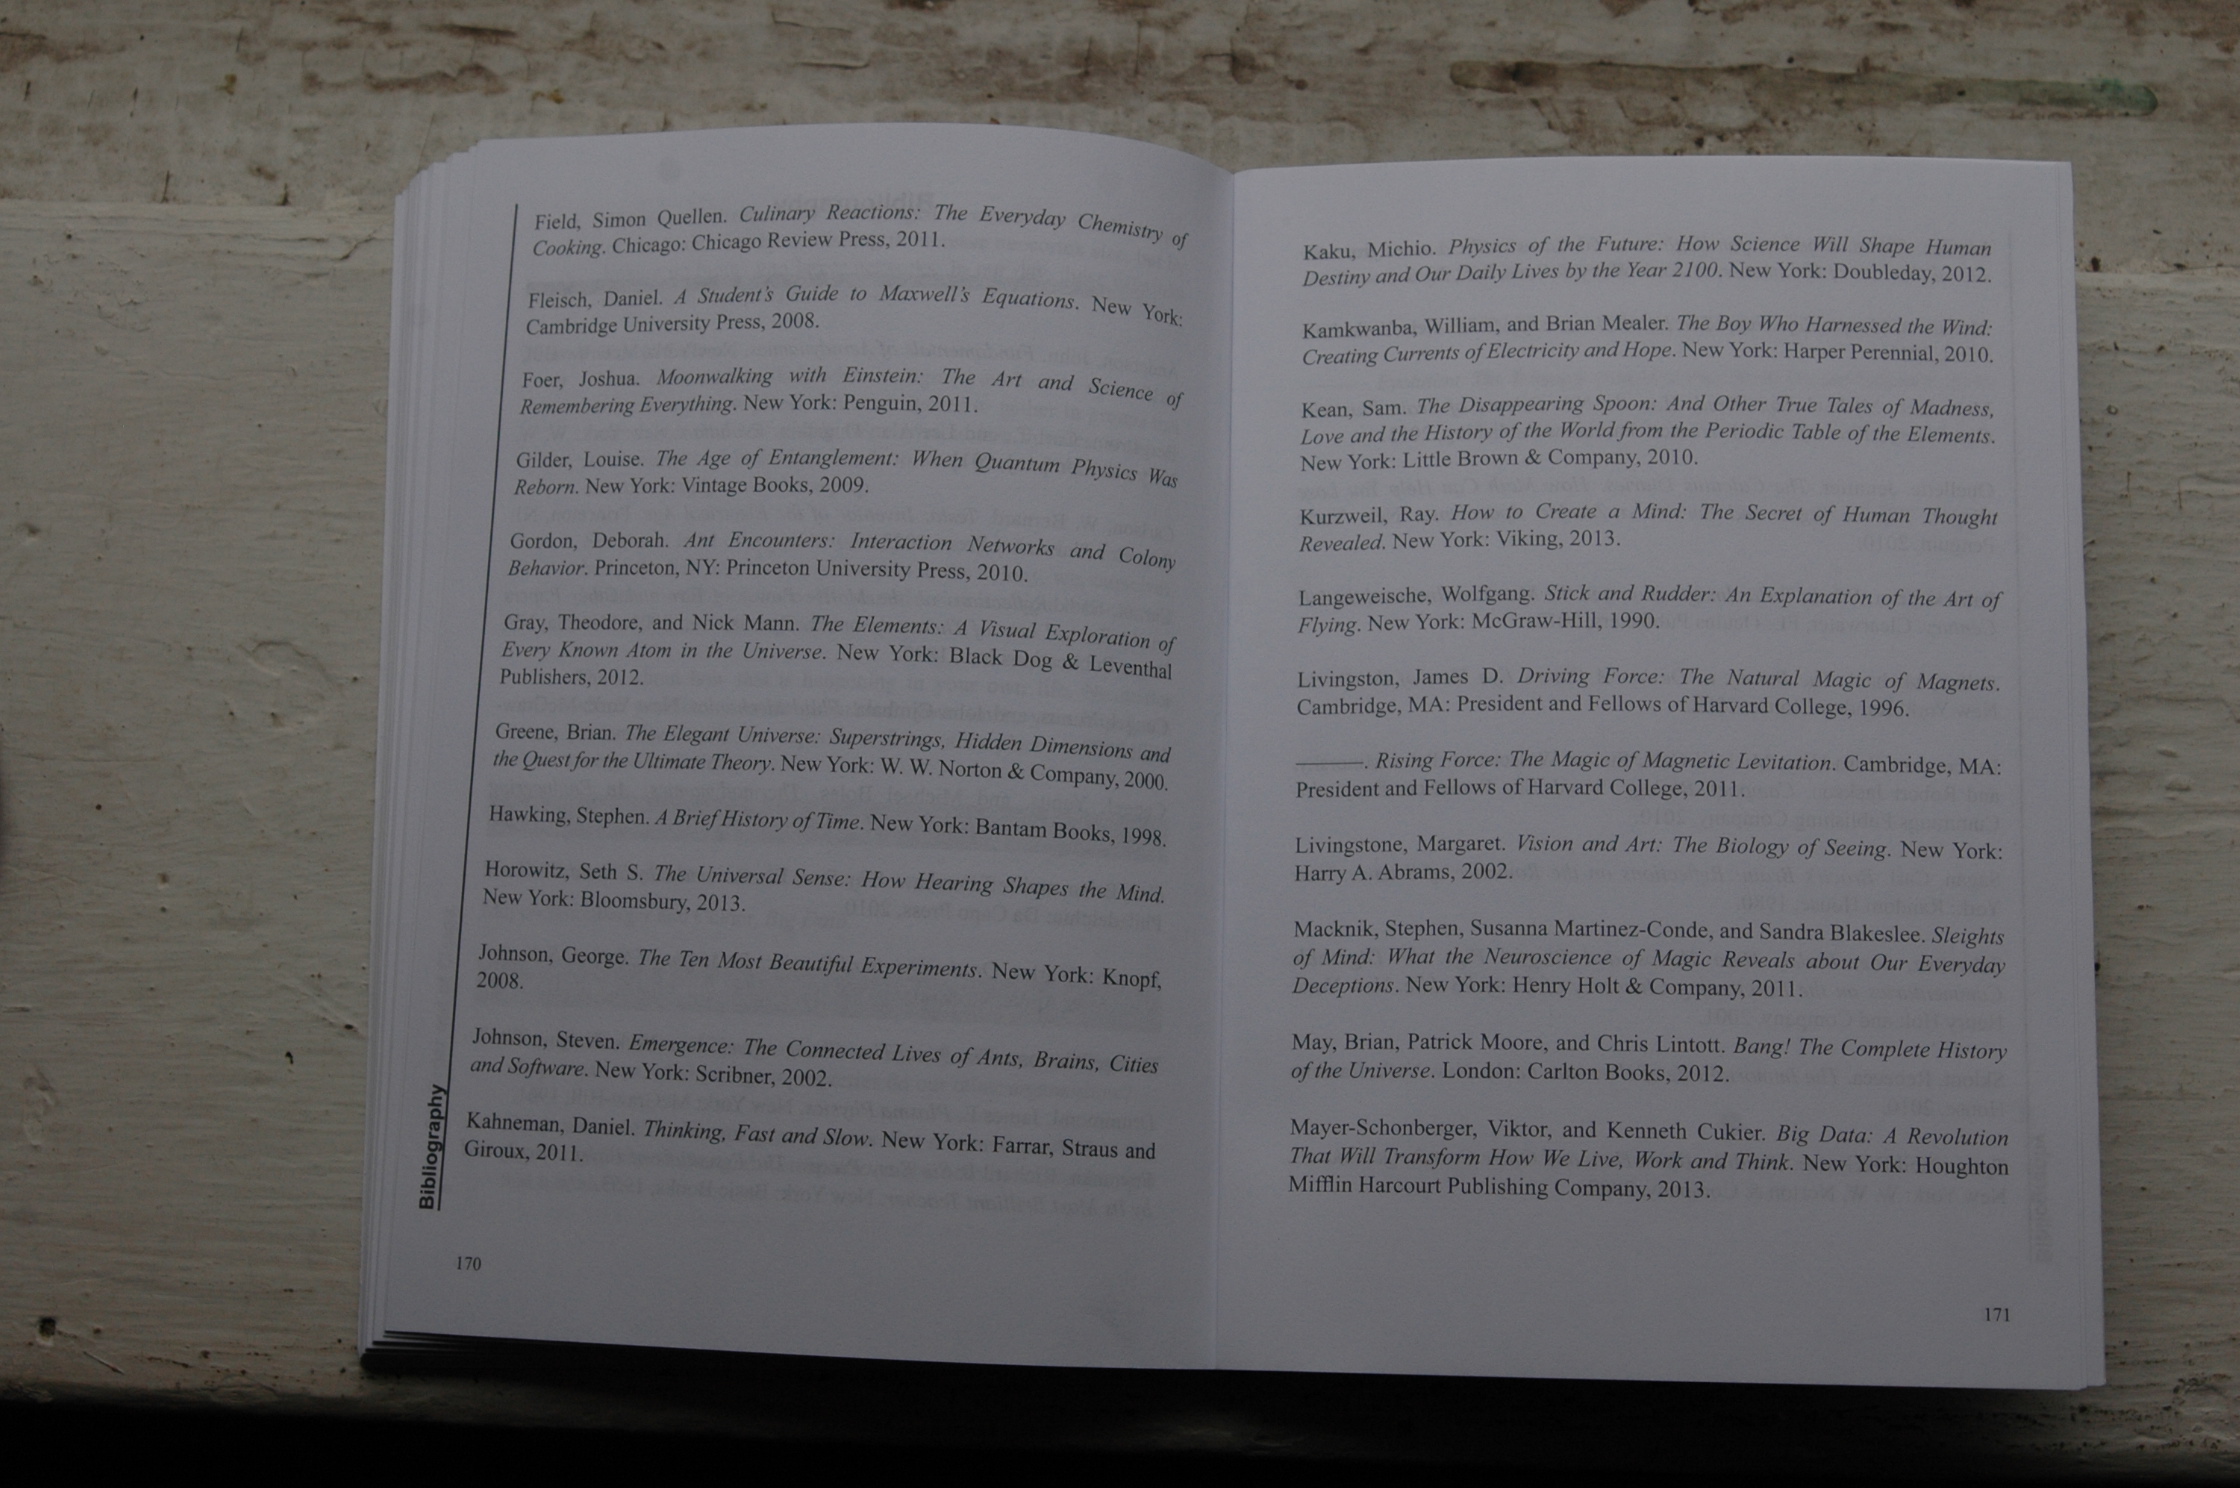 Field, Simon Quellen. Culinary Reactions: The Everyday Chemistry of
Cooking. Chicago: Chicago Review Press, 2011.
Fleisch, Daniel. A Student's Guide to Maxwell's Equations. New York:
Cambridge University Press, 2008.
Foer, Joshua. Moonwalking with Einstein: The Art and Science of
Remembering Everything. New York: Penguin, 2011.
Gilder, Louise. The Age of Entanglement: When Quantum Physics Was
Reborn. New York: Vintage Books, 2009.
Gordon, Deborah. Ant Encounters: Interaction Networks and Colony
Behavior. Princeton, NY: Princeton University Press, 2010.
Gray, Theodore, and Nick Mann. The Elements: A Visual Exploration of
Every Known Atom in the Universe. New York: Black Dog & Leventhal
Publishers, 2012.
Greene, Brian. The Elegant Universe: Superstrings, Hidden Dimensions and
the Quest for the Ultimate Theory. New York: W. W. Norton & Company, 2000.
Hawking, Stephen. A Brief History of Time. New York: Bantam Books, 1998.
Horowitz, Seth S. The Universal Sense: How Hearing Shapes the Mind.
New York: Bloomsbury, 2013.
Johnson, George. The Ten Most Beautiful Experiments. New York: Knopf,
2008.
Johnson, Steven. Emergence: The Connected Lives of Ants, Brains, Cities
and Software. New York: Scribner, 2002.
Kahneman, Daniel. Thinking, Fast and Slow. New York: Farrar, Straus and
Giroux, 2011.
Bibliography
170
Kaku, Michio. Physics of the Future: How Science Will Shape Human
Destiny and Our Daily Lives by the Year 2100. New York: Doubleday, 2012.
Kamkwanba, William, and Brian Mealer. The Boy Who Harnessed the Wind:
Creating Currents of Electricity and Hope. New York: Harper Perennial, 2010.
Kean, Sam. The Disappearing Spoon: And Other True Tales of Madness,
Love and the History of the World from the Periodic Table of the Elements.
New York: Little Brown & Company, 2010.
Kurzweil, Ray. How to Create a Mind: The Secret of Human Thought
Revealed. New York: Viking, 2013.
Langeweische, Wolfgang. Stick and Rudder: An Explanation of the Art of
Flying. New York: McGraw-Hill, 1990.
Livingston, James D. Driving Force: The Natural Magic of Magnets.
Cambridge, MA: President and Fellows of Harvard College, 1996.
———. Rising Force: The Magic of Magnetic Levitation. Cambridge, MA:
President and Fellows of Harvard College, 2011.
Livingstone, Margaret. Vision and Art: The Biology of Seeing. New York:
Harry A. Abrams, 2002.
Macknik, Stephen, Susanna Martinez-Conde, and Sandra Blakeslee. Sleights
of Mind: What the Neuroscience of Magic Reveals about Our Everyday
Deceptions. New York: Henry Holt & Company, 2011.
May, Brian, Patrick Moore, and Chris Lintott. Bang! The Complete History
of the Universe. London: Carlton Books, 2012.
Mayer-Schonberger, Viktor, and Kenneth Cukier. Big Data: A Revolution
That Will Transform How We Live, Work and Think. New York: Houghton
Mifflin Harcourt Publishing Company, 2013.
171